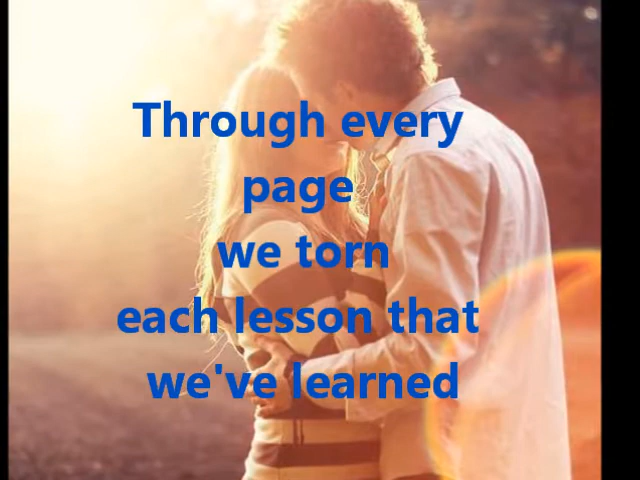 Through every
page
we torn
each lesson that
we've learned